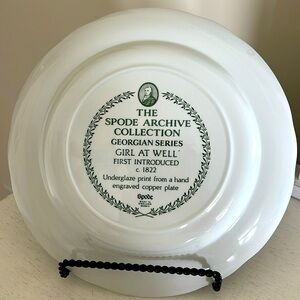 THE
SPODE ARCHIVE
COLLECTION
GEORGIAN SERIES
'GIRL AT WELL'
FIRST INTRODUCED
c. 1822
Underglaze print from a hand
engraved copper plate
Spode